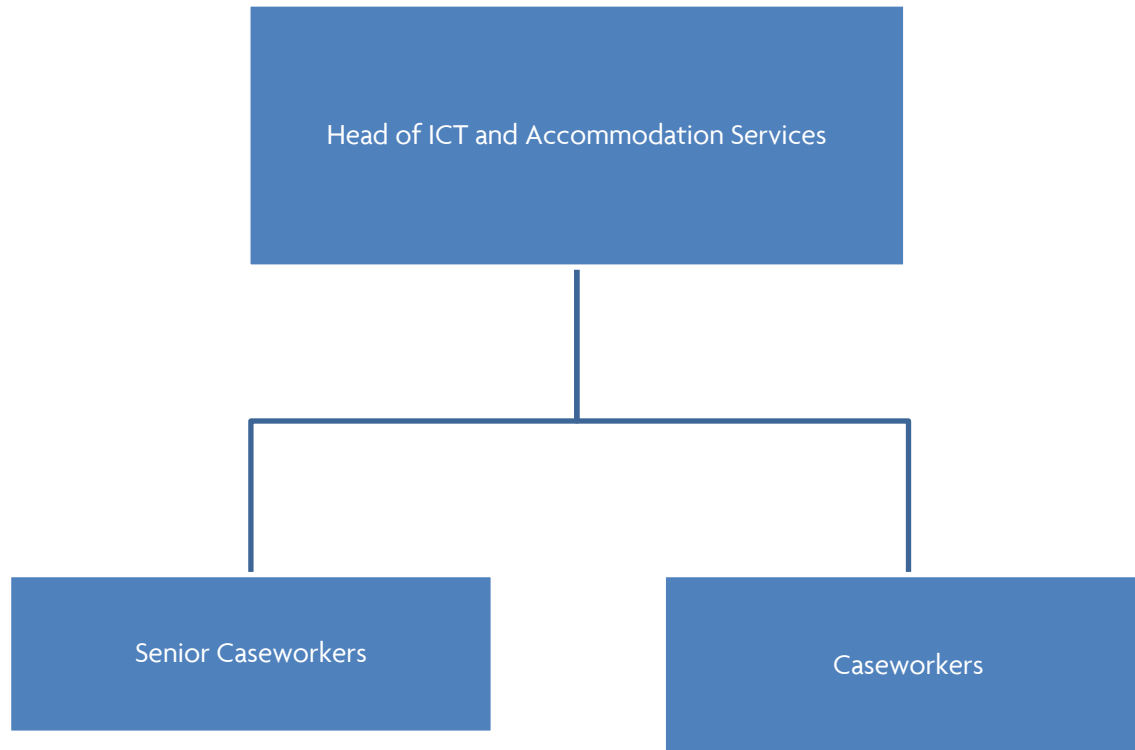 Head of ICT and Accommodation Services
Senior Caseworkers
Caseworkers